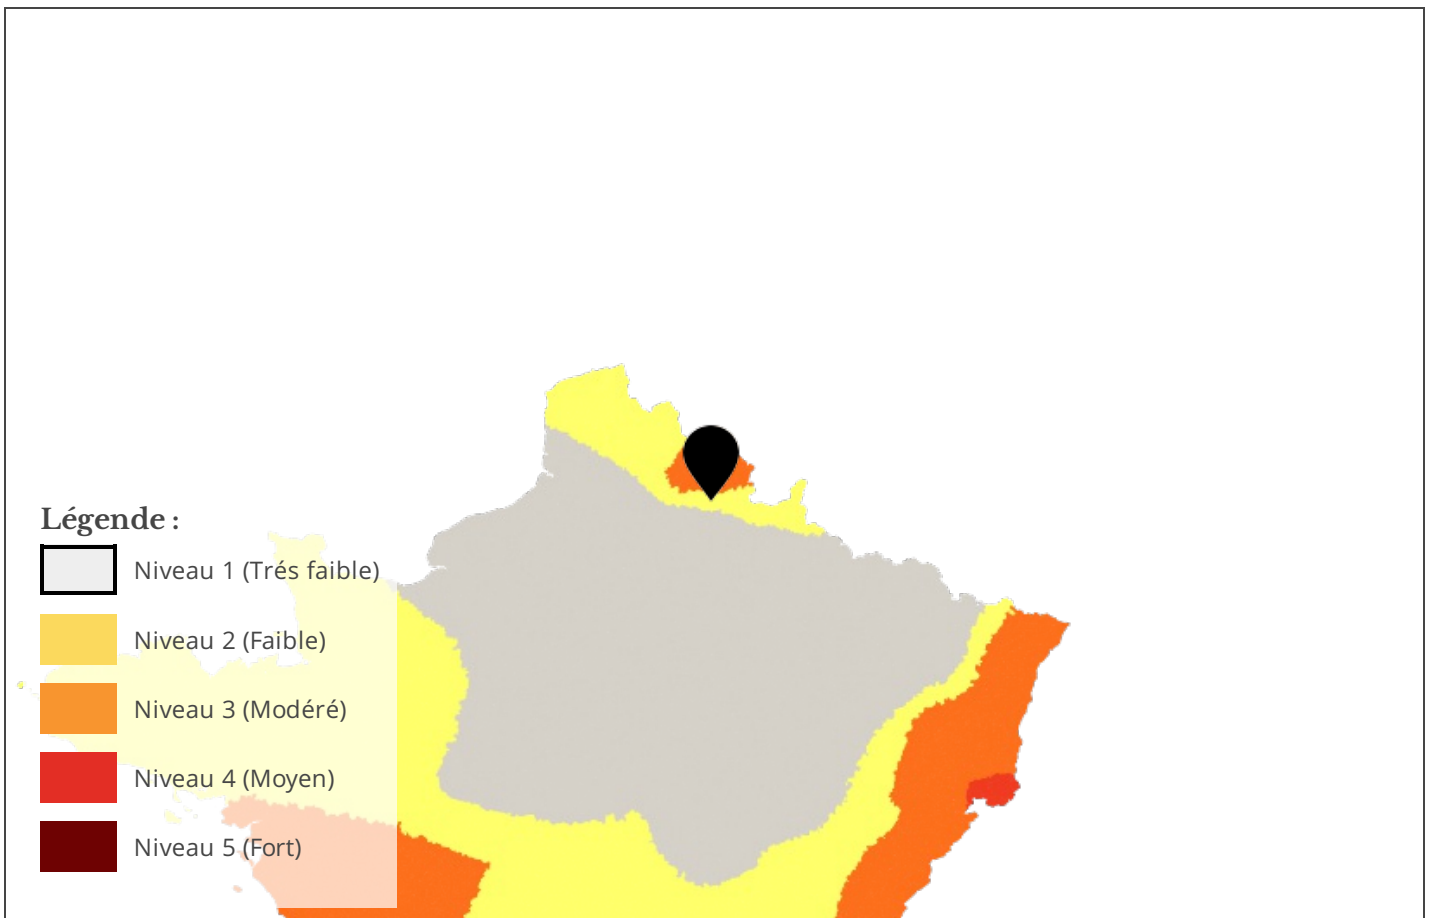 Légende :
Niveau 1 (Trés faible)
Niveau 2 (Faible)
Niveau 3 (Modéré)
Niveau 4 (Moyen)
Niveau 5 (Fort)